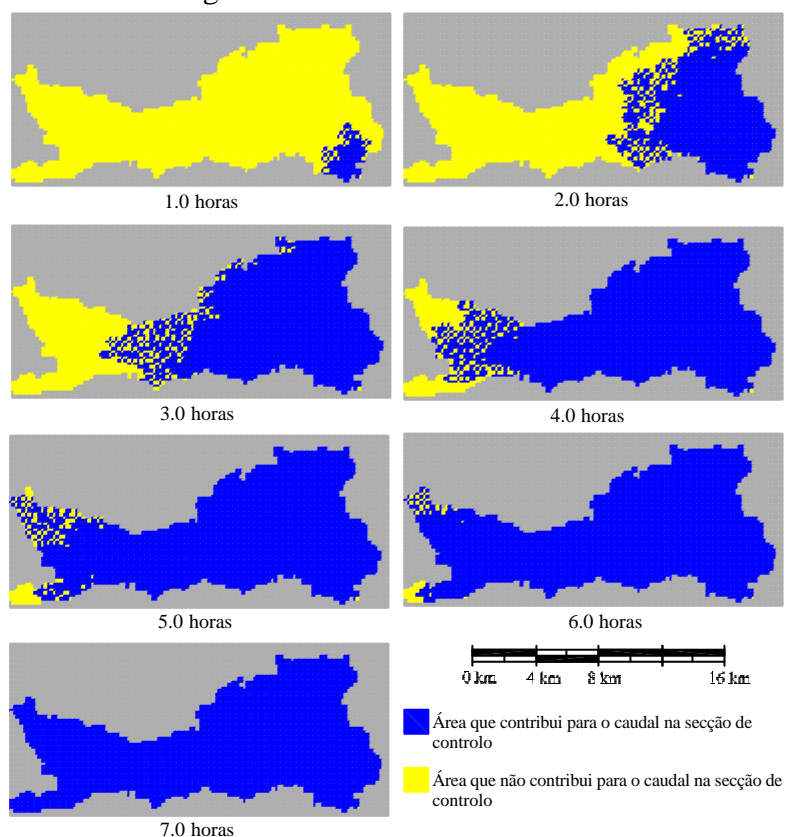 1.0 horas
2.0 horas
3.0 horas
4.0 horas
5.0 horas
6.0 horas
0 km 4 km 8 km 16 km
Área que contribui para o caudal na secção de
controlo
Área que não contribui para o caudal na secção de
controlo
7.0 horas